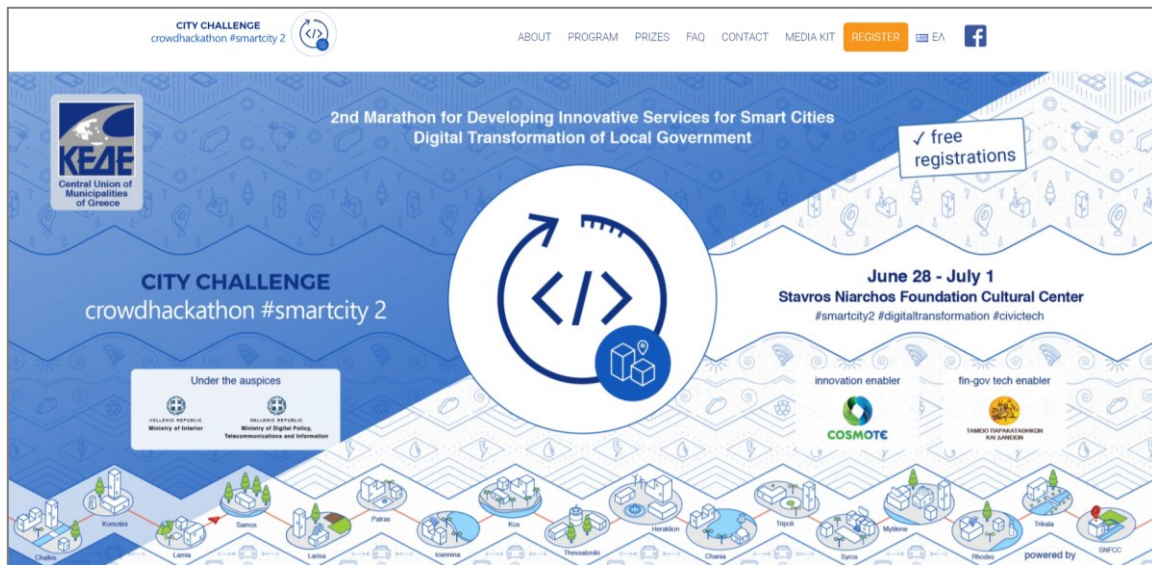 CITY CHALLENGE
crowdhackathon #smartcity 2
ABOUT PROGRAM PRIZES FAQ CONTACT MEDIA KIT REGISTER ΕΛ
2nd Marathon for Developing Innovative Services for Smart Cities
Digital Transformation of Local Government
ΚΕΔΕ
Central Union of
Municipalities
of Greece
✓ free
registrations
</>
CITY CHALLENGE
crowdhackathon #smartcity 2
June 28 - July 1
Stavros Niarchos Foundation Cultural Center
#smartcity2 #digitaltransformation #civictech
Under the auspices
HELLENIC REPUBLIC
Ministry of Interior
HELLENIC REPUBLIC
Ministry of Digital Policy,
Telecommunications and Information
innovation enabler
COSMOTE
fin-gov tech enabler
ΤΑΜΕΙΟ ΠΑΡΑΚΑΤΑΘΗΚΩΝ
ΚΑΙ ΔΑΝΕΙΩΝ
Chalkis
Komotini
Lamia
Samos
Larisa
Patras
Ioannina
Kos
Thessaloniki
Heraklion
Chania
Tripoli
Syros
Mytilene
Rhodes
Trikala
SNFCC
powered by